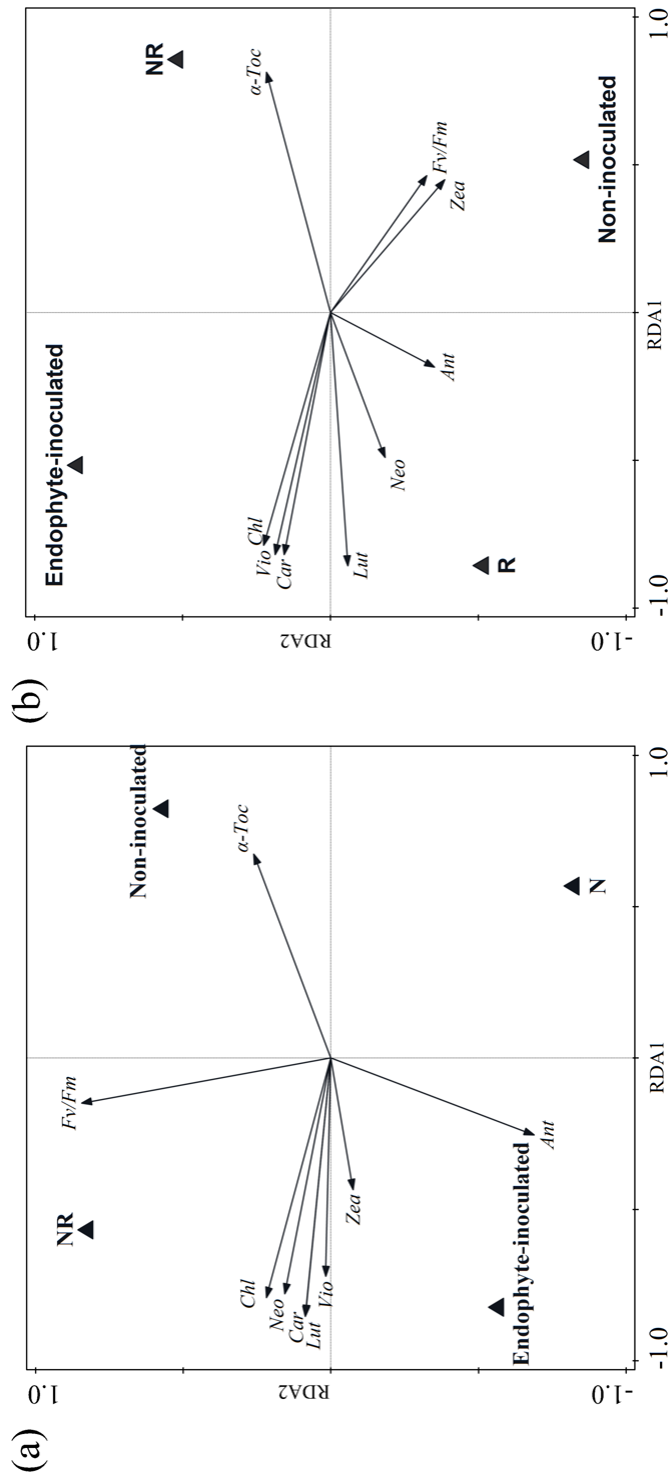 (a)
1.0
RDA2
-1.0
-1.0
RDA1
1.0
NR
Fv/Fm
Non-inoculated
α-Toc
Chl
Neo
Car
Lut
Vio
Zea
Ant
Endophyte-inoculated
N
(b)
1.0
RDA2
-1.0
-1.0
RDA1
1.0
Endophyte-inoculated
NR
α-Toc
Chl
Vio
Car
Lut
Neo
Ant
Fv/Fm
Zea
R
Non-inoculated